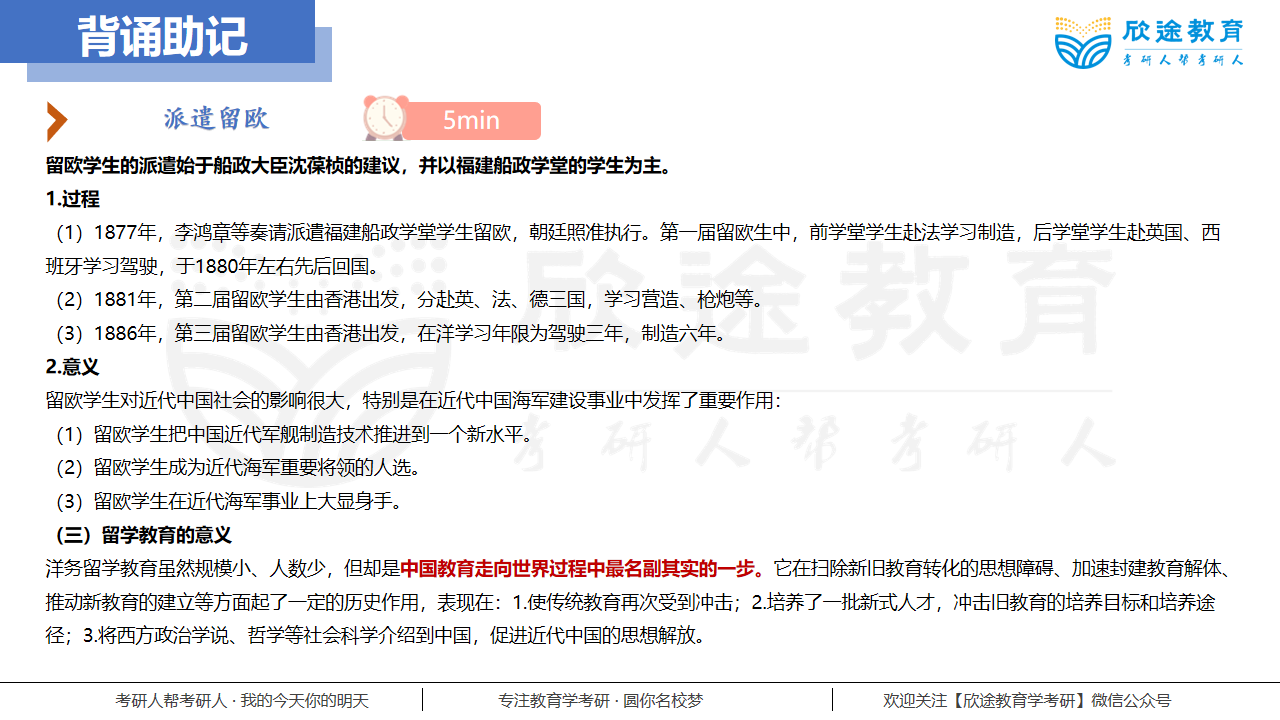 背诵助记
欣途教育
考研人帮考研人
派遣留欧
5min
留欧学生的派遣始于船政大臣沈葆桢的建议，并以福建船政学堂的学生为主。
1.过程
（1）1877年，李鸿章等奏请派遣福建船政学堂学生留欧，朝廷照准执行。第一届留欧生中，前学堂学生赴法学习制造，后学堂学生赴英国、西
班牙学习驾驶，于1880年左右先后回国。
（2）1881年，第二届留欧学生由香港出发，分赴英、法、德三国，学习营造、枪炮等。
（3）1886年，第三届留欧学生由香港出发，在洋学习年限为驾驶三年，制造六年。
2.意义
留欧学生对近代中国社会的影响很大，特别是在近代中国海军建设事业中发挥了重要作用：
（1）留欧学生把中国近代军舰制造技术推进到一个新水平。
（2）留欧学生成为近代海军重要将领的人选。
（3）留欧学生在近代海军事业上大显身手。
（三）留学教育的意义
洋务留学教育虽然规模小、人数少，但却是中国教育走向世界过程中最名副其实的一步。它在扫除新旧教育转化的思想障碍、加速封建教育解体、
推动新教育的建立等方面起了一定的历史作用，表现在：1.使传统教育再次受到冲击；2.培养了一批新式人才，冲击旧教育的培养目标和培养途
径；3.将西方政治学说、哲学等社会科学介绍到中国，促进近代中国的思想解放。
欣途教育
考研人帮考研人
考研人帮考研人 · 我的今天你的明天
专注教育学考研 · 圆你名校梦
欢迎关注【欣途教育学考研】微信公众号